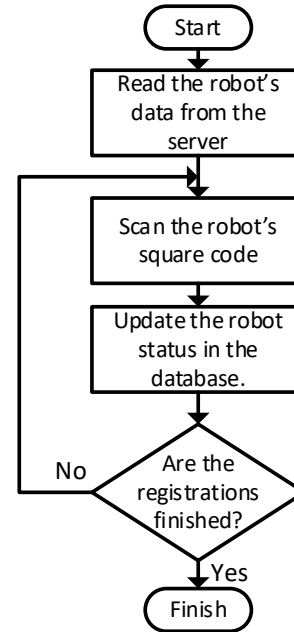 Start
Read the robot's
data from the
server
Scan the robot's
square code
Update the robot
status in the
database.
Are the
registrations
finished?
No
Yes
Finish